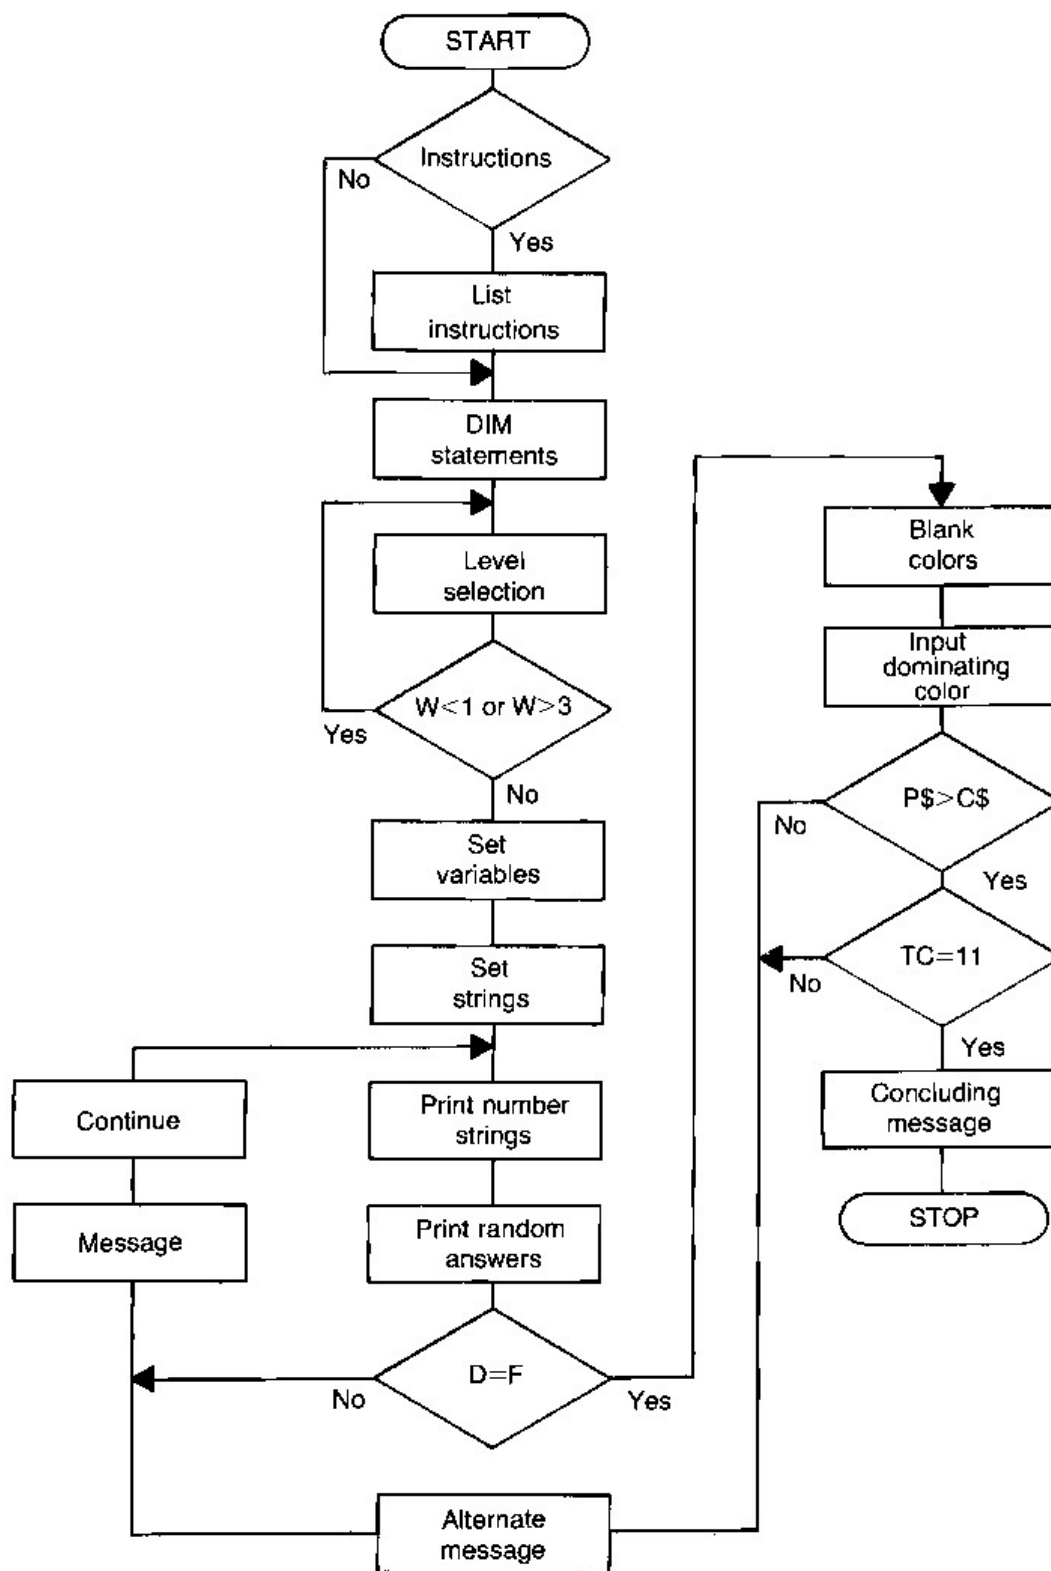 START
Instructions
No
Yes
List
instructions
DIM
statements
Level
selection
W<1 or W>3
Yes
No
Set
variables
Set
strings
Print number
strings
Print random
answers
D=F
No
Yes
Continue
Message
Alternate
message
Blank
colors
Input
dominating
color
P$>C$
No
Yes
TC=11
No
Yes
Concluding
message
STOP